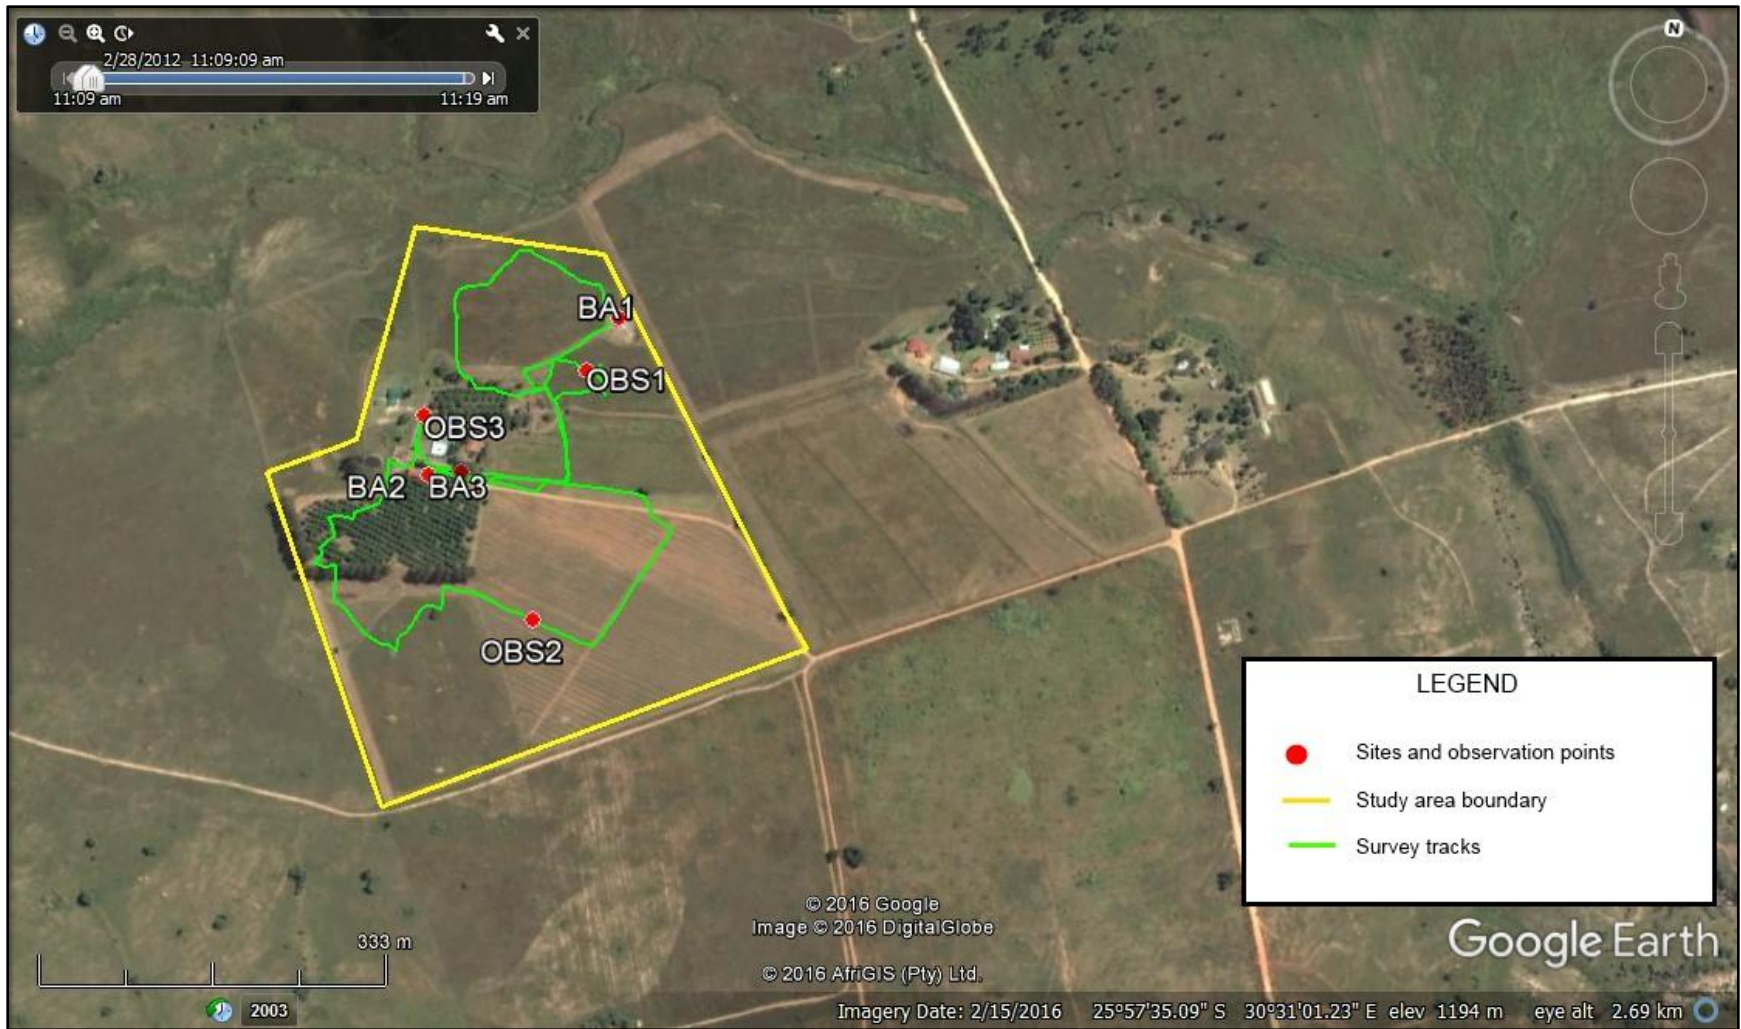 2/28/2012 11:09:09 am
11:09 am
11:19 am
N
BA1
OBS1
OBS3
BA2
BA3
OBS2
LEGEND
Sites and observation points
Study area boundary
Survey tracks
333 m
© 2016 Google
Image © 2016 DigitalGlobe
© 2016 AfriGIS (Pty) Ltd.
Google Earth
2003
Imagery Date: 2/15/2016 25°57'35.09" S 30°31'01.23" E elev 1194 m eye alt 2.69 km